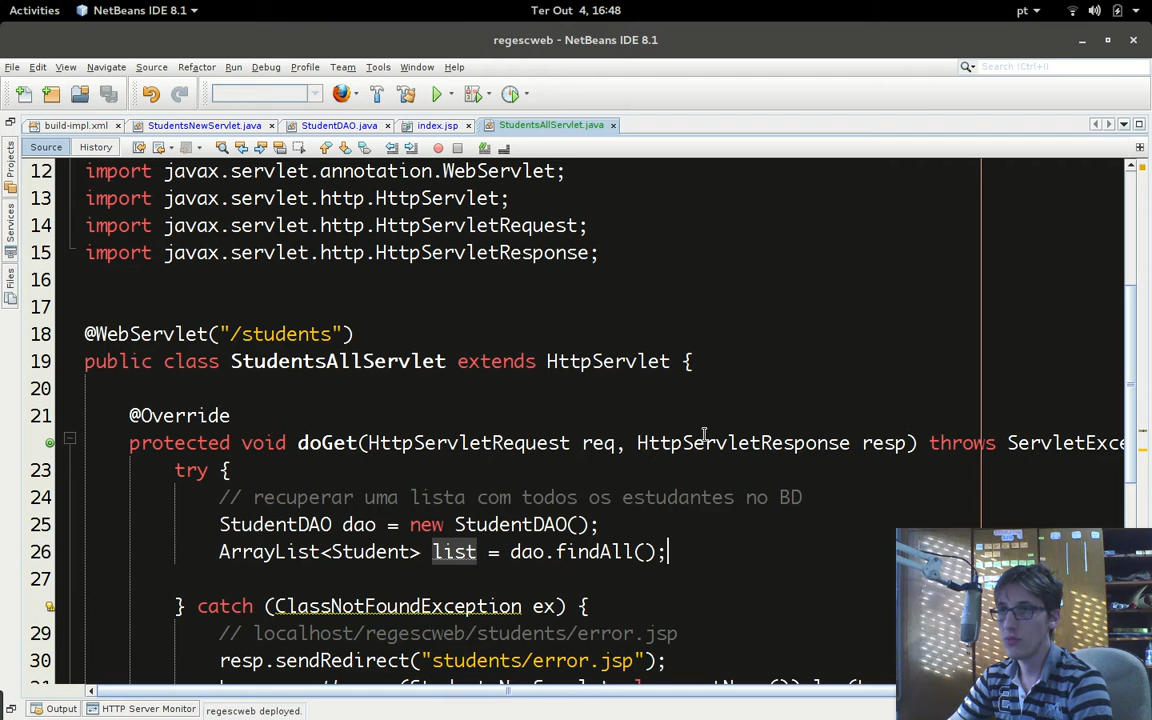 Activities NetBeans IDE 8.1 Ter Out 4, 16:48 pt
regescweb - NetBeans IDE 8.1
File Edit View Navigate Source Refactor Run Debug Profile Team Tools Window Help Search (Ctrl+I)
build-impl.xml StudentsNewServlet.java StudentDAO.java index.jsp StudentsAllServlet.java
Source History
Projects
Services
Files
12 import javax.servlet.annotation.WebServlet;
13 import javax.servlet.http.HttpServlet;
14 import javax.servlet.http.HttpServletRequest;
15 import javax.servlet.http.HttpServletResponse;
16
17
18 @WebServlet("/students")
19 public class StudentsAllServlet extends HttpServlet {
20
21 @Override
protected void doGet(HttpServletRequest req, HttpServletResponse resp) throws ServletExce
23 try {
24 // recuperar uma lista com todos os estudantes no BD
25 StudentDAO dao = new StudentDAO();
26 ArrayList<Student> list = dao.findAll();
27
} catch (ClassNotFoundException ex) {
29 // localhost/regescweb/students/error.jsp
30 resp.sendRedirect("students/error.jsp");
Output HTTP Server Monitor regescweb deployed.